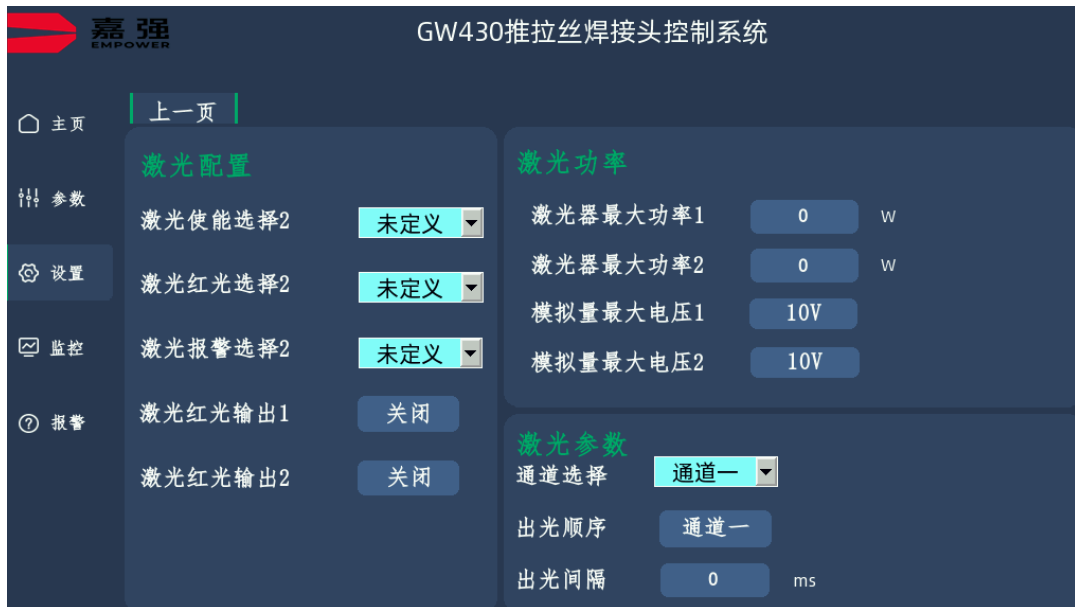 嘉强
EMPOWER
GW430推拉丝焊接头控制系统
主页
参数
设置
监控
报警
上一页
激光配置
激光使能选择2 未定义
激光红光选择2 未定义
激光报警选择2 未定义
激光红光输出1 关闭
激光红光输出2 关闭
激光功率
激光器最大功率1 0 W
激光器最大功率2 0 W
模拟量最大电压1 10V
模拟量最大电压2 10V
激光参数
通道选择 通道一
出光顺序 通道一
出光间隔 0 ms